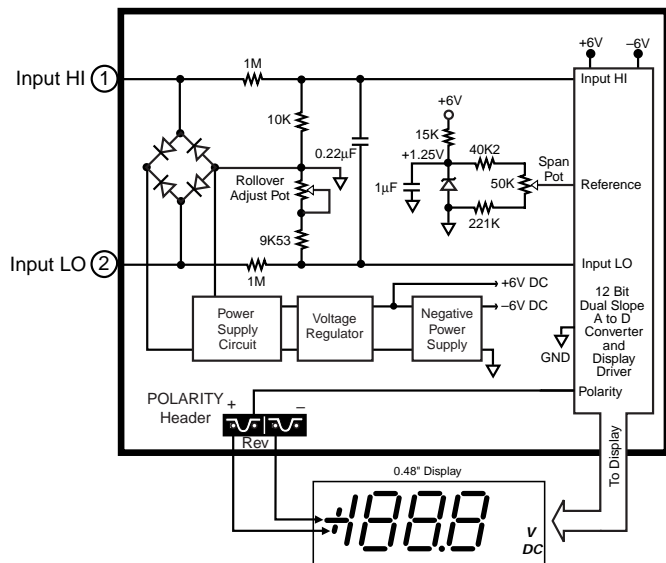 +6V
–6V
Input HI 1
1M
Input HI
10K
0.22µF
+6V
15K
+1.25V
40K2
Span
Pot
1µF
50K
Reference
Rollover
Adjust Pot
221K
9K53
Input LO 2
1M
Input LO
+6V DC
–6V DC
Power
Supply
Circuit
Voltage
Regulator
Negative
Power
Supply
12 Bit
Dual Slope
A to D
Converter
and
Display
Driver
GND
Polarity
POLARITY
Header
+
–
Rev
To Display
0.48" Display
+188.8
V
DC